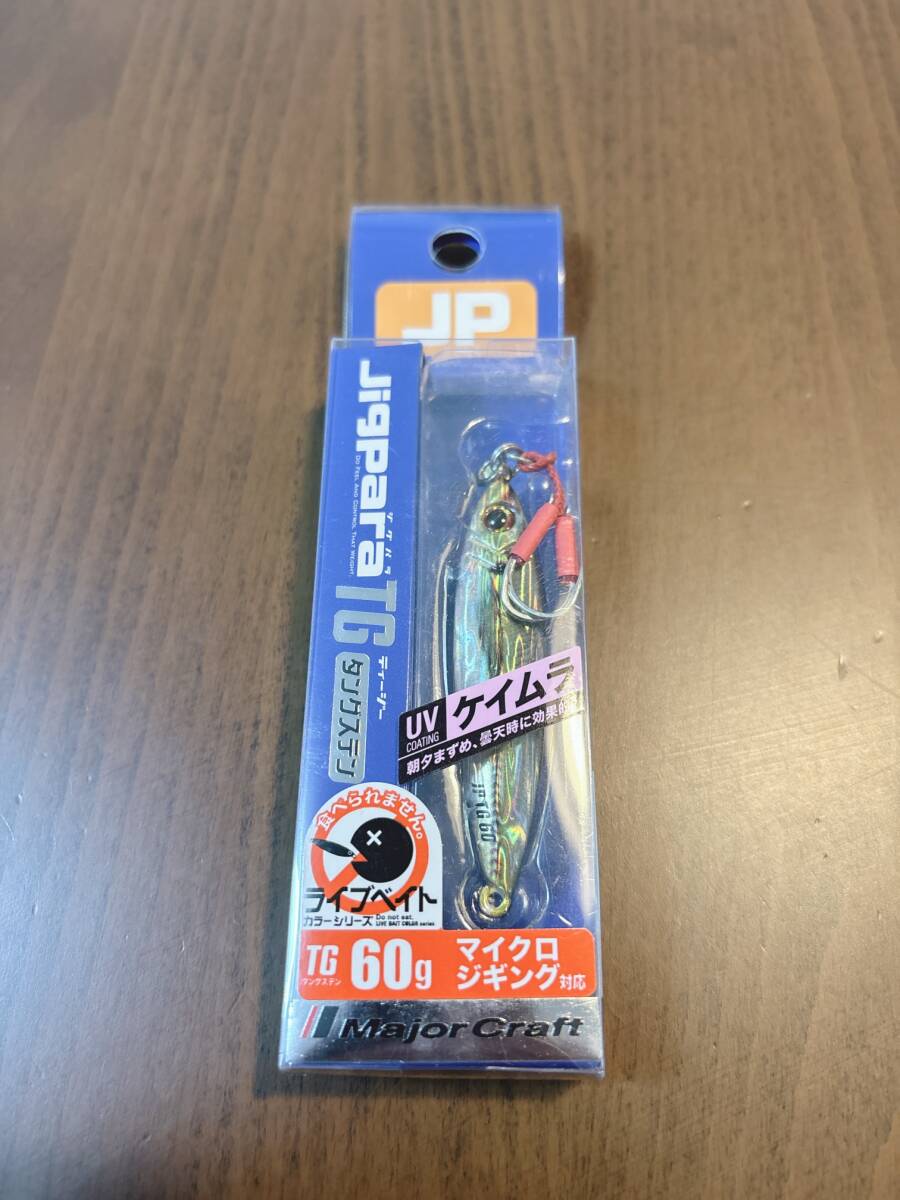 JP
Jigpara
ジグパラ
DO FEEL AND CONTROL THAT WEIGHT
TG
ティージー
タングステン
UV
COATING
ケイムラ
朝夕まずめ、曇天時に効果的
JP TG 60
食べられません。
ライブベイト
カラーシリーズ
Do not eat.
LIVE BAIT COLOR series
TG
タングステン
60g
マイクロ
ジギング対応
Major Craft